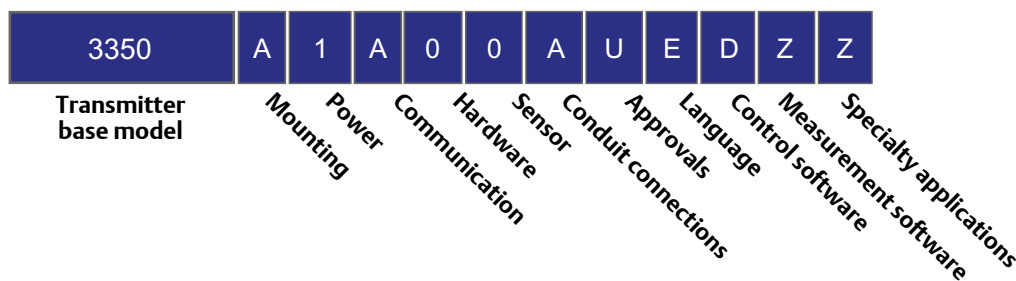 3350 A 1 A 0 0 A U E D Z Z
Transmitter
base model
Mounting
Power
Communication
Hardware
Sensor
Conduit connections
Approvals
Language
Control software
Measurement software
Specialty applications